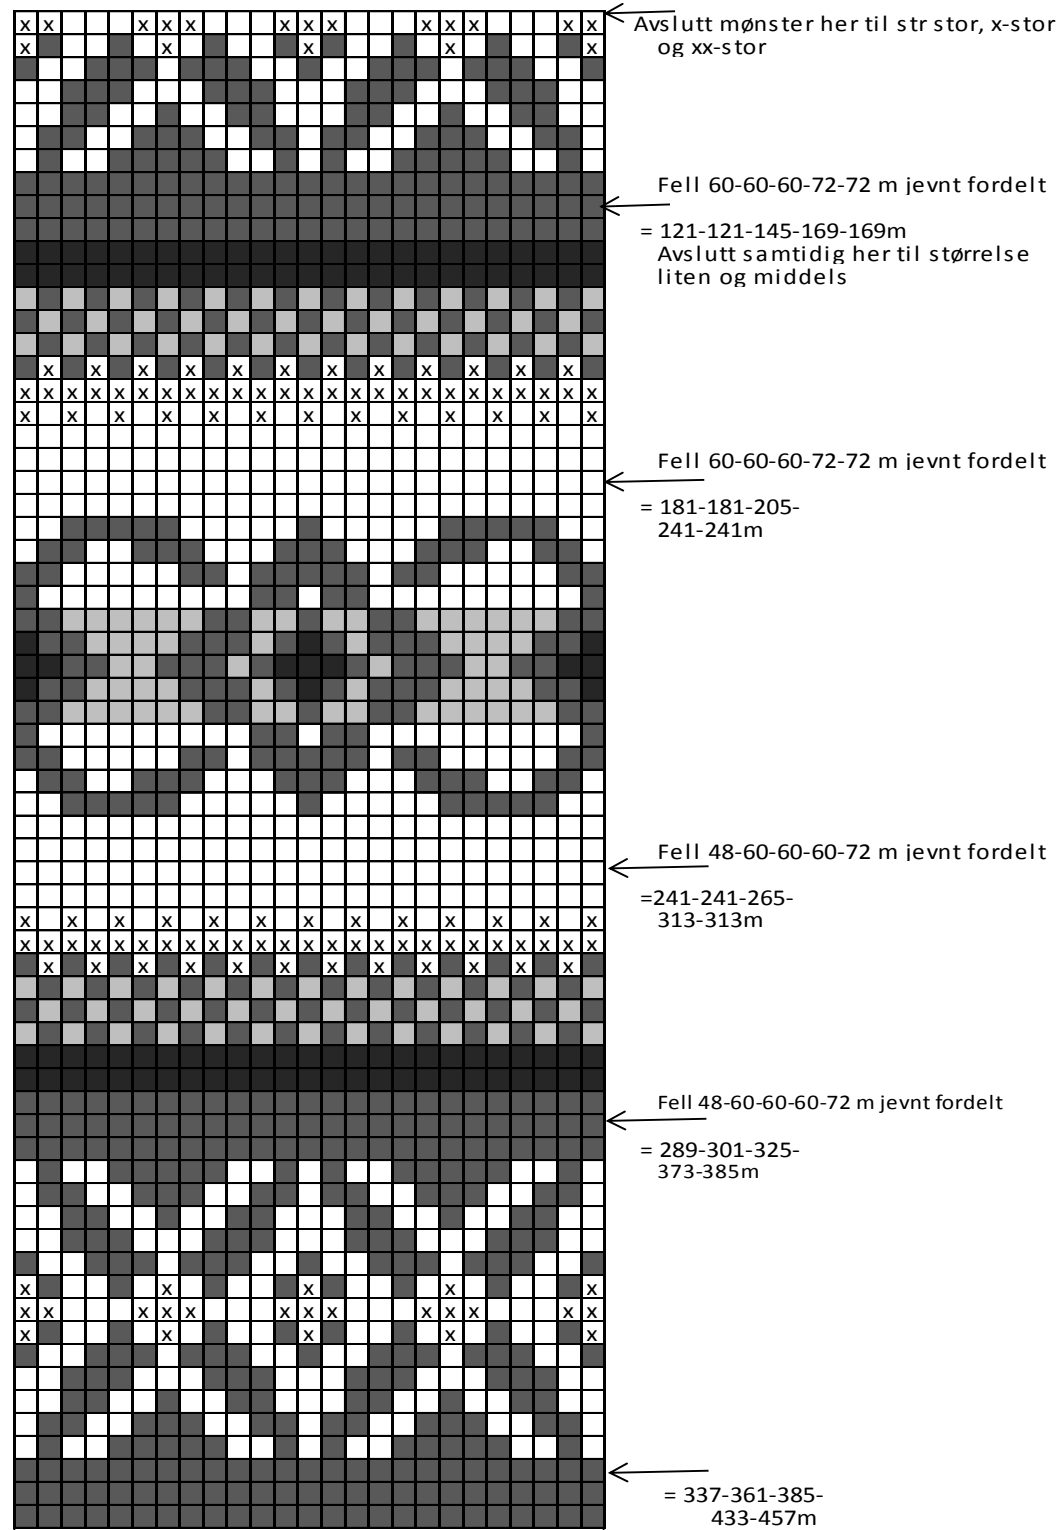 Avslutt mønster her til str stor, x-stor
og xx-stor
Fell 60-60-60-72-72 m jevnt fordelt
= 121-121-145-169-169m
Avslutt samtidig her til størrelse
liten og middels
Fell 60-60-60-72-72 m jevnt fordelt
= 181-181-205-
241-241m
Fell 48-60-60-60-72 m jevnt fordelt
=241-241-265-
313-313m
Fell 48-60-60-60-72 m jevnt fordelt
= 289-301-325-
373-385m
= 337-361-385-
433-457m